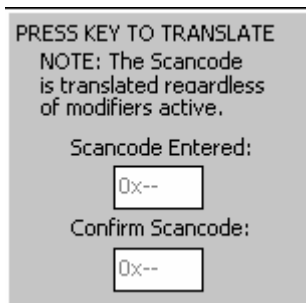 PRESS KEY TO TRANSLATE
NOTE: The Scancode
is translated regardless
of modifiers active.
Scancode Entered:
0x--
Confirm Scancode:
0x--